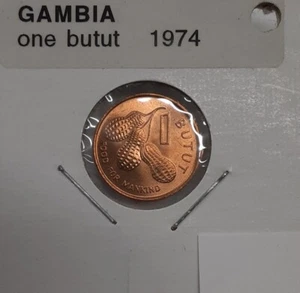 GAMBIA
one butut 1974
1
BUTUT
FOOD FOR MANKIND